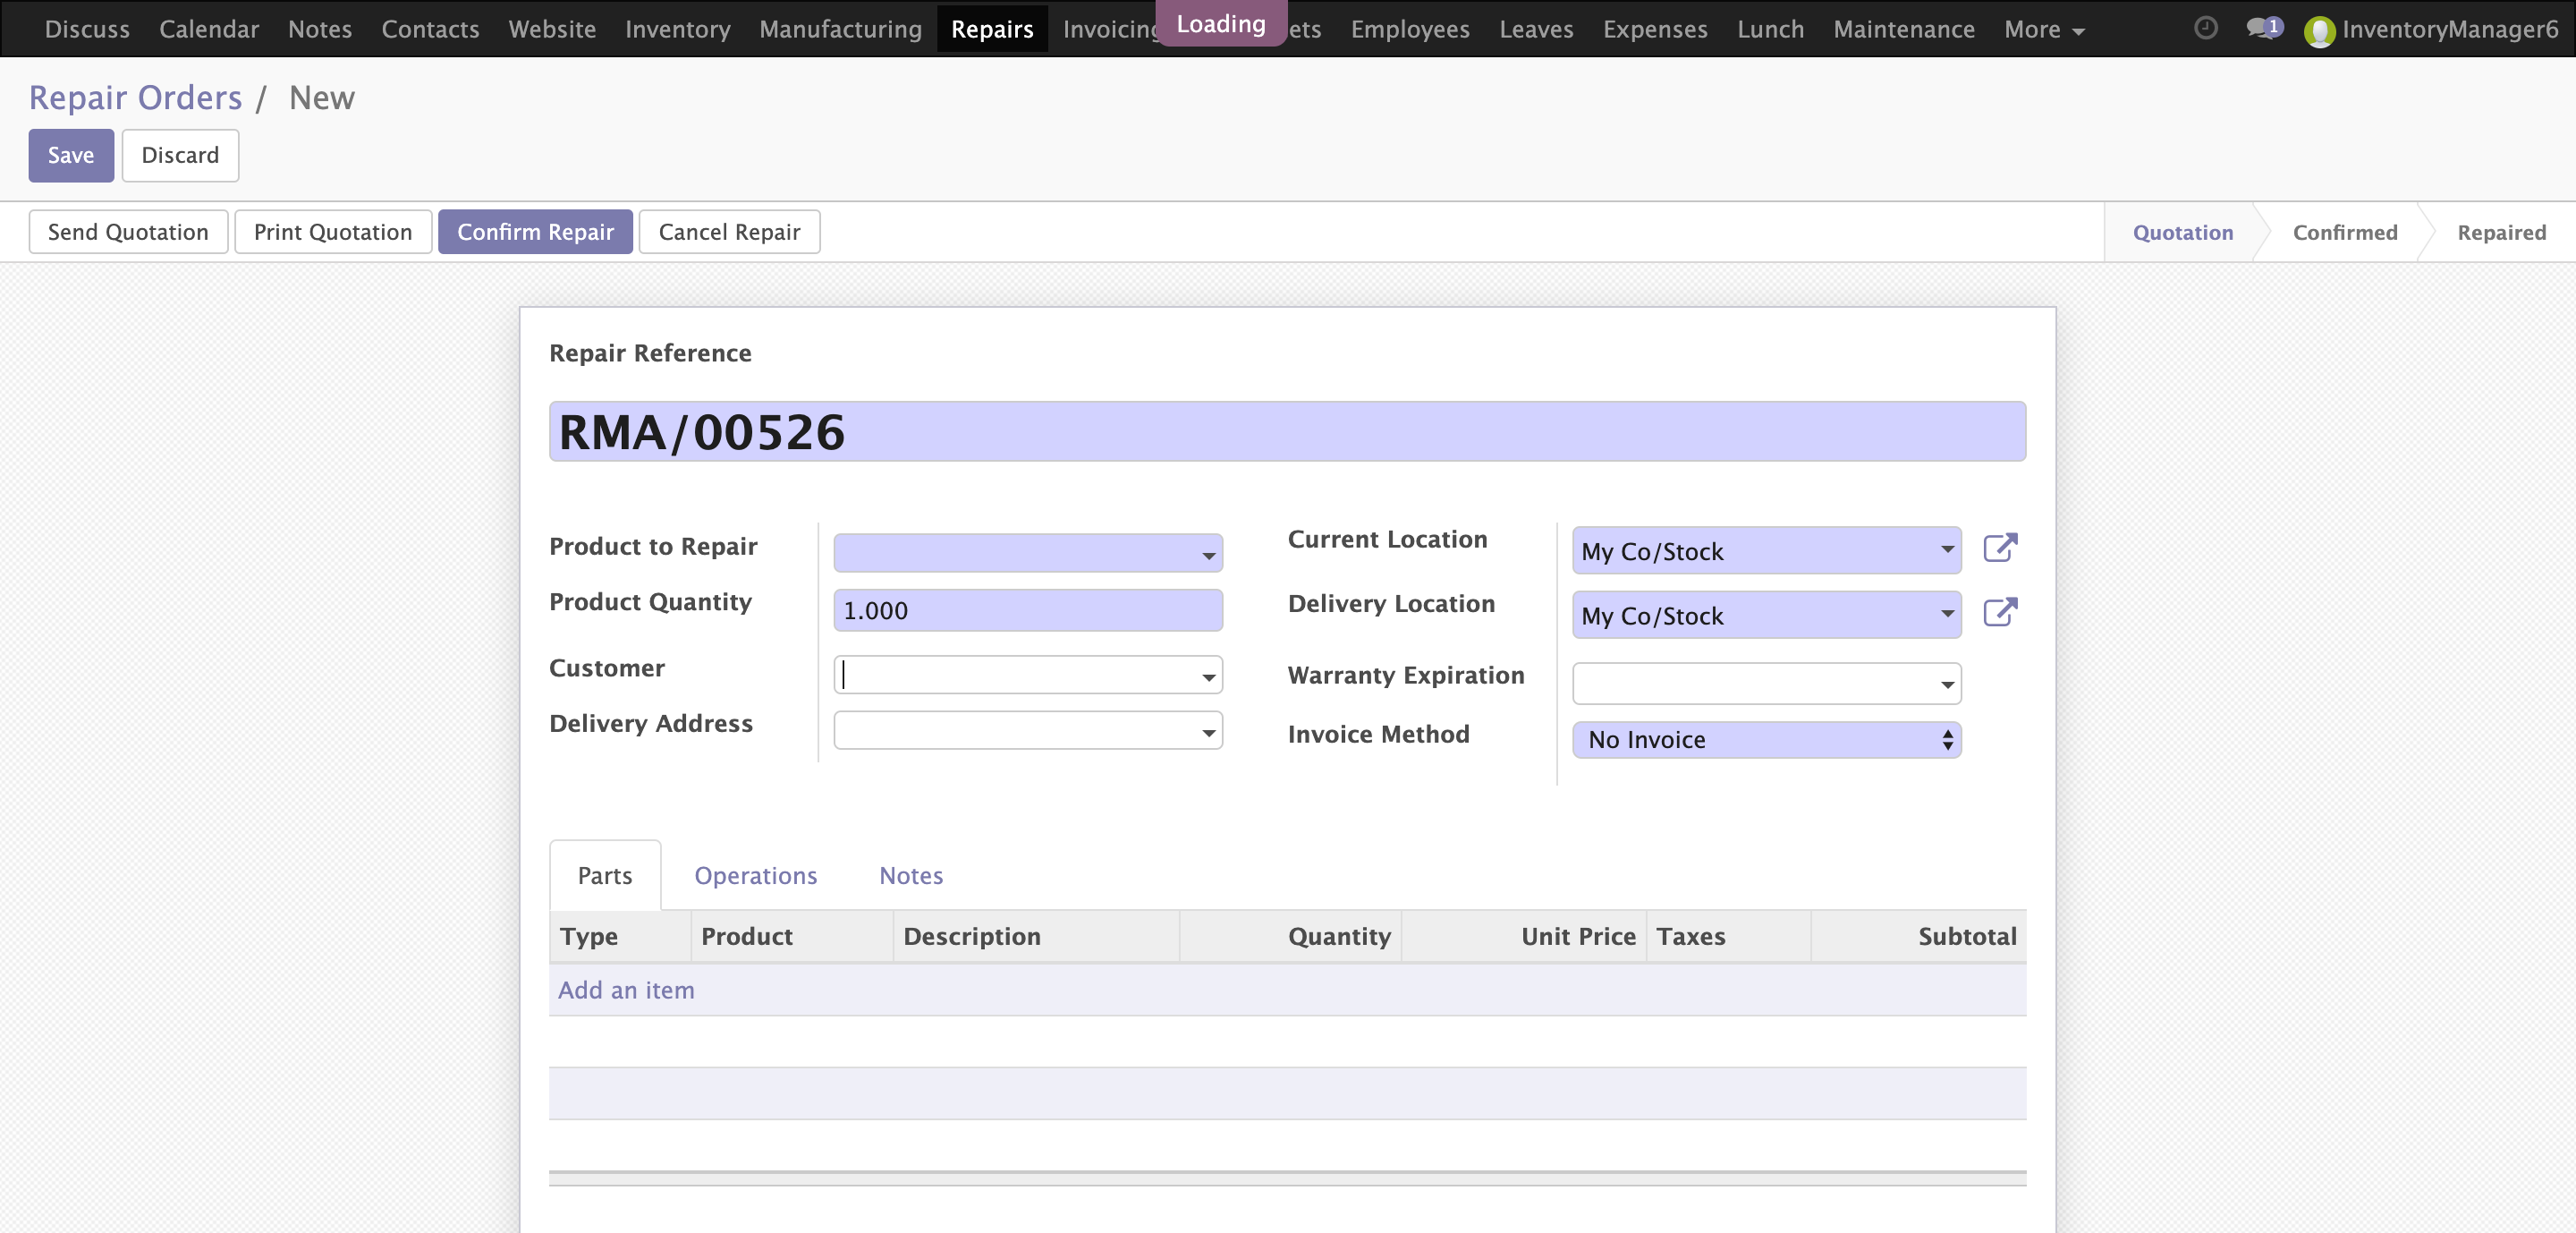 Discuss Calendar Notes Contacts Website Inventory Manufacturing Repairs Invoicing Loading ets Employees Leaves Expenses Lunch Maintenance More 1 InventoryManager6
Repair Orders / New
Save Discard
Send Quotation Print Quotation Confirm Repair Cancel Repair Quotation Confirmed Repaired
Repair Reference
RMA/00526
Product to Repair
Product Quantity 1.000
Customer
Delivery Address
Current Location My Co/Stock
Delivery Location My Co/Stock
Warranty Expiration
Invoice Method No Invoice
Parts Operations Notes
Type Product Description Quantity Unit Price Taxes Subtotal
Add an item